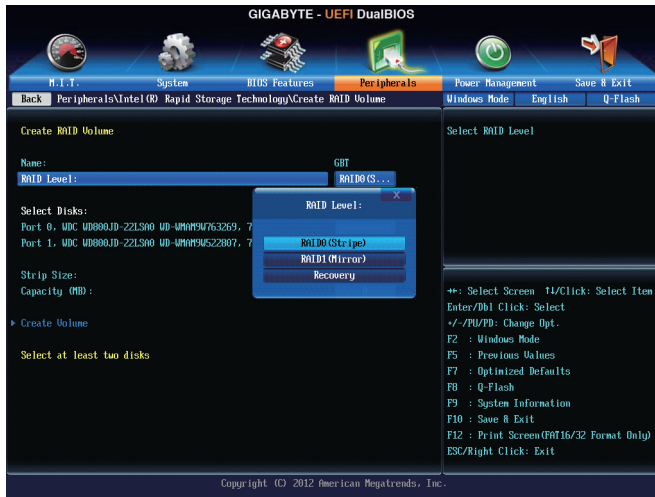 GIGABYTE - UEFI DualBIOS
M.I.T. System BIOS Features Peripherals Power Management Save & Exit
Back Peripherals\Intel(R) Rapid Storage Technology\Create RAID Volume Windows Mode English Q-Flash
Create RAID Volume
Name: GBT
RAID Level: RAID0(S...
Select Disks:
Port 0, WDC WD800JD-22LSA0 WD-WMAM9W763269, 7
Port 1, WDC WD800JD-22LSA0 WD-WMAM9W522807, 7
Strip Size:
Capacity (MB):
Create Volume
Select at least two disks
X
RAID Level:
RAID0(Stripe)
RAID1(Mirror)
Recovery
Select RAID Level
↔: Select Screen ↑↓/Click: Select Item
Enter/Dbl Click: Select
+/-/PU/PD: Change Opt.
F2 : Windows Mode
F5 : Previous Values
F7 : Optimized Defaults
F8 : Q-Flash
F9 : System Information
F10 : Save & Exit
F12 : Print Screen(FAT16/32 Format Only)
ESC/Right Click: Exit
Copyright (C) 2012 American Megatrends, Inc.